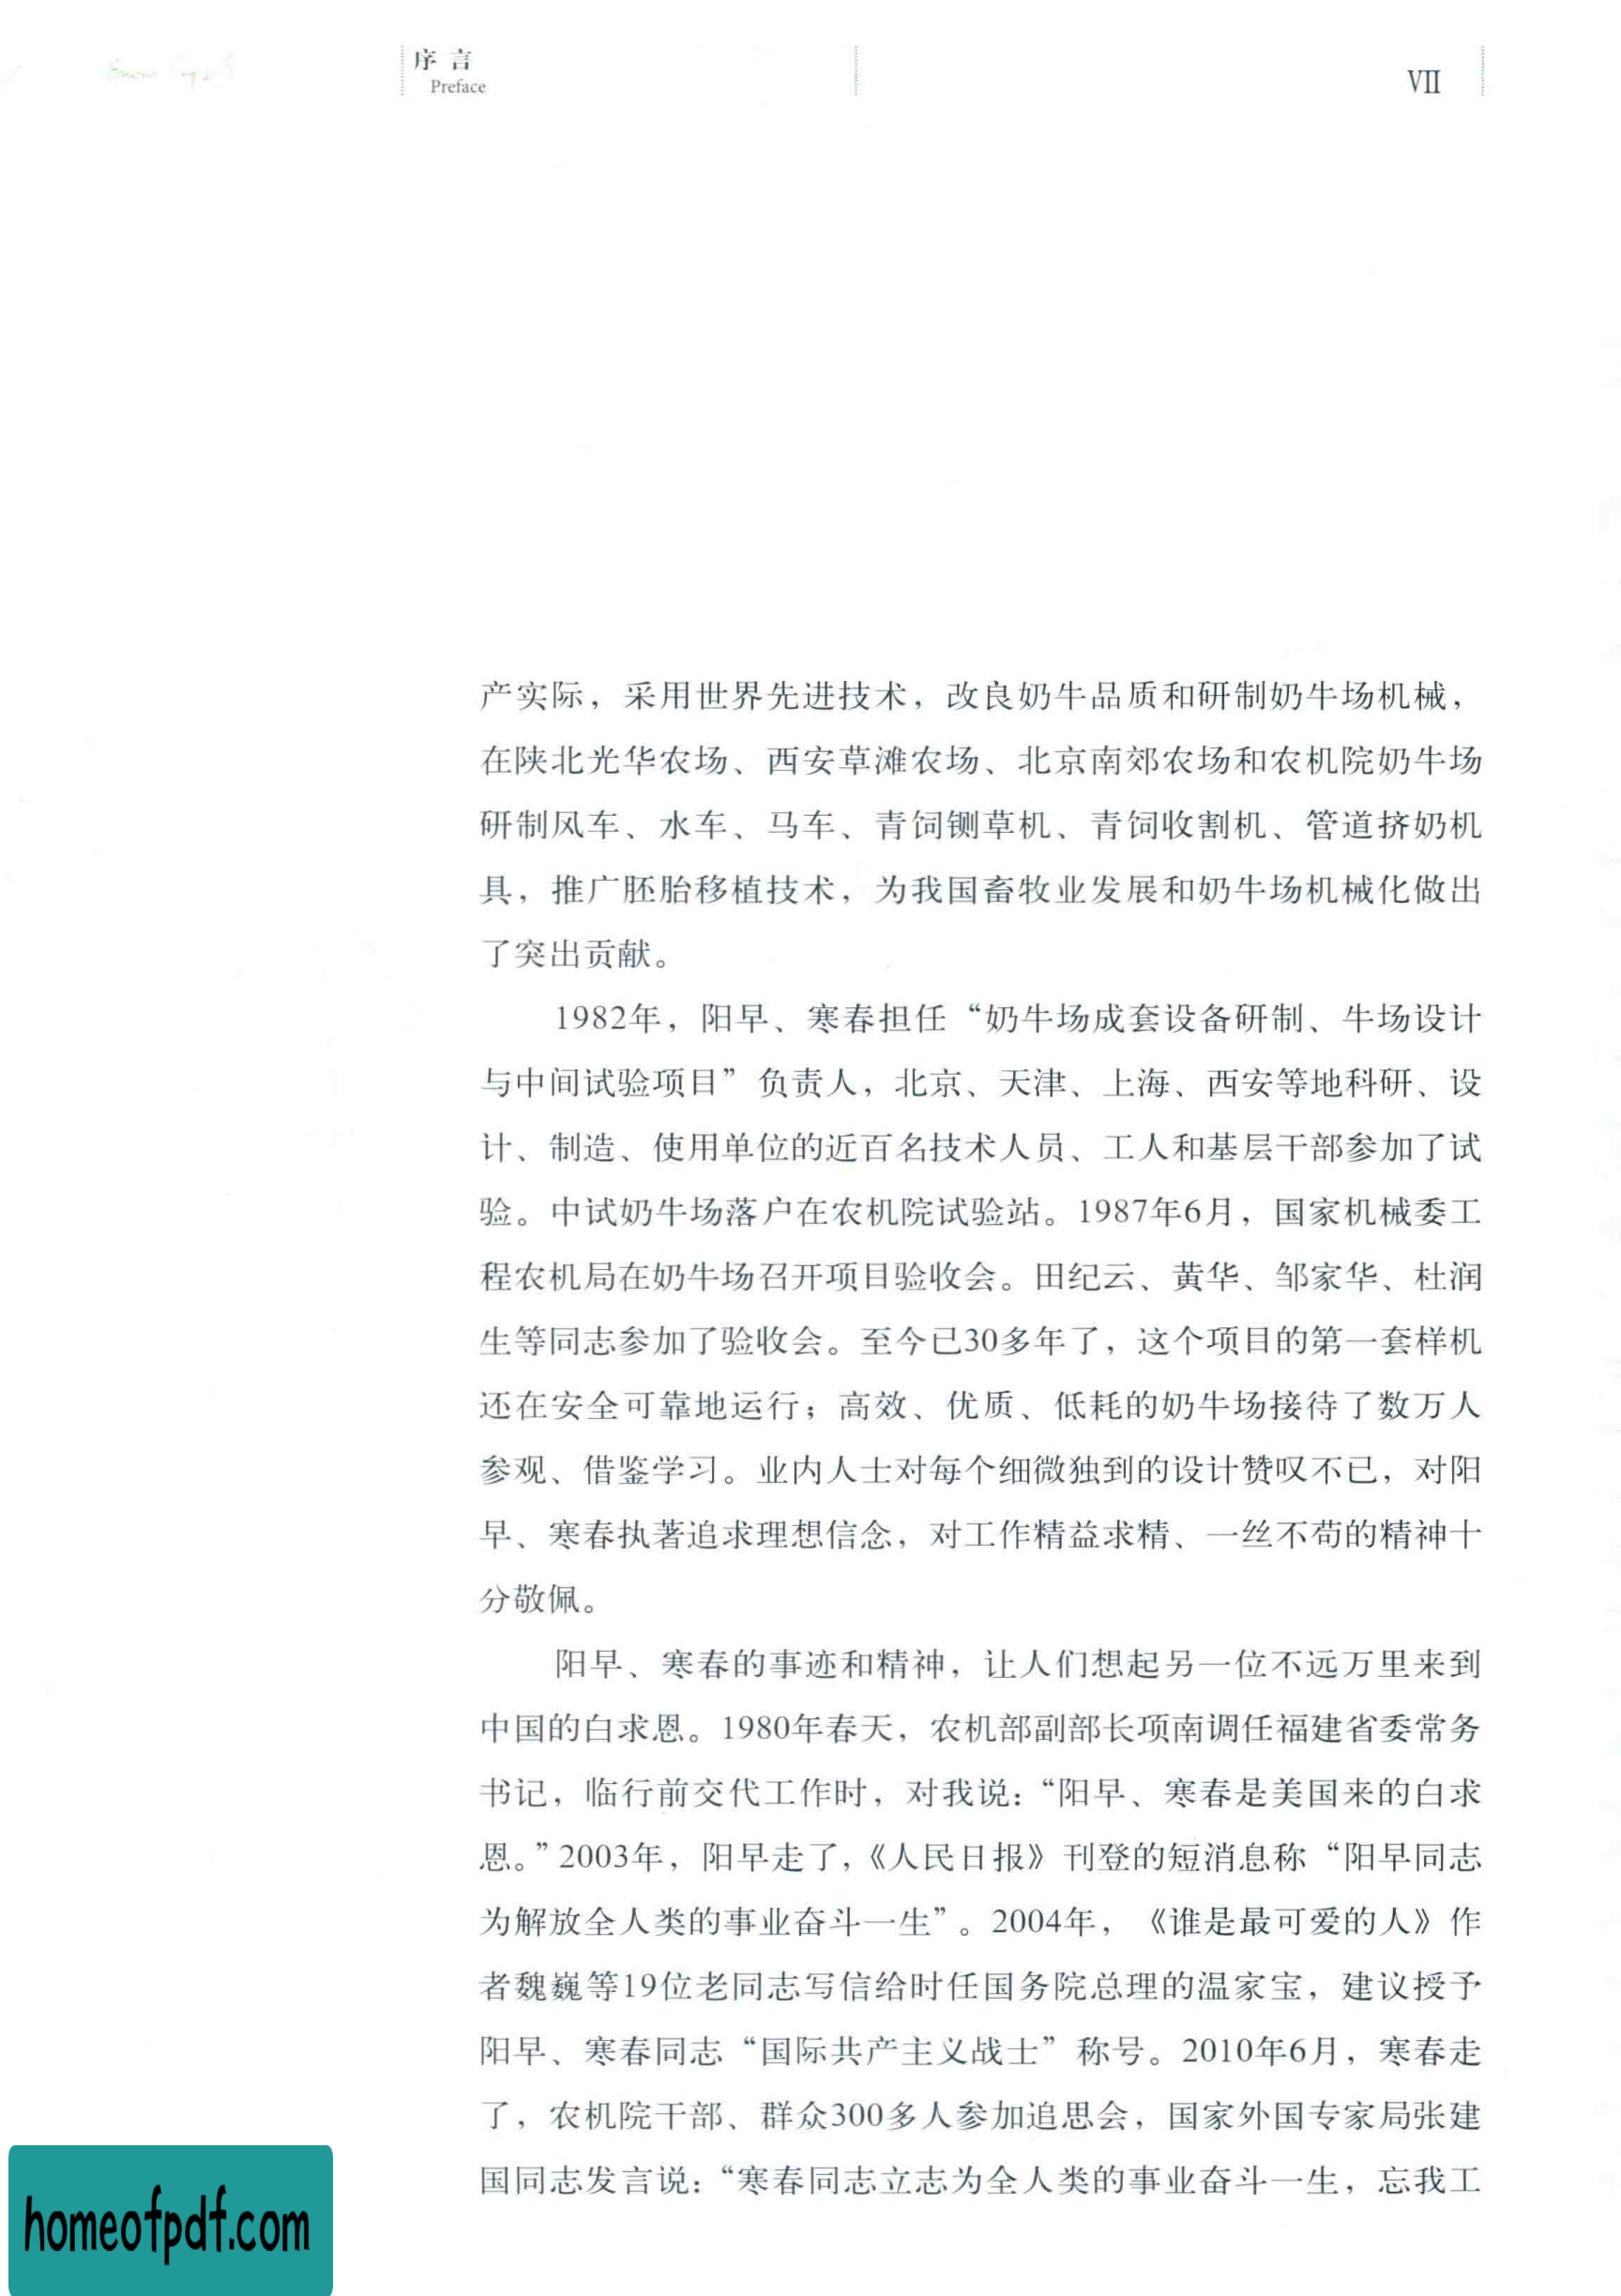 序 言
Preface
VII
产实际，采用世界先进技术，改良奶牛品质和研制奶牛场机械，
在陕北光华农场、西安草滩农场、北京南郊农场和农机院奶牛场
研制风车、水车、马车、青饲铡草机、青饲收割机、管道挤奶机
具，推广胚胎移植技术，为我国畜牧业发展和奶牛场机械化做出
了突出贡献。
1982年，阳早、寒春担任“奶牛场成套设备研制、牛场设计
与中间试验项目”负责人，北京、天津、上海、西安等地科研、设
计、制造、使用单位的近百名技术人员、工人和基层干部参加了试
验。中试奶牛场落户在农机院试验站。1987年6月，国家机械委工
程农机局在奶牛场召开项目验收会。田纪云、黄华、邹家华、杜润
生等同志参加了验收会。至今已30多年了，这个项目的第一套样机
还在安全可靠地运行；高效、优质、低耗的奶牛场接待了数万人
参观、借鉴学习。业内人士对每个细微独到的设计赞叹不已，对阳
早、寒春执著追求理想信念，对工作精益求精、一丝不苟的精神十
分敬佩。
阳早、寒春的事迹和精神，让人们想起另一位不远万里来到
中国的白求恩。1980年春天，农机部副部长项南调任福建省委常务
书记，临行前交代工作时，对我说：“阳早、寒春是美国来的白求
恩。”2003年，阳早走了，《人民日报》刊登的短消息称“阳早同志
为解放全人类的事业奋斗一生”。2004年，《谁是最可爱的人》作
者魏巍等19位老同志写信给时任国务院总理的温家宝，建议授予
阳早、寒春同志“国际共产主义战士”称号。2010年6月，寒春走
了，农机院干部、群众300多人参加追思会，国家外国专家局张建
国同志发言说：“寒春同志立志为全人类的事业奋斗一生，忘我工
homeofpdf.com